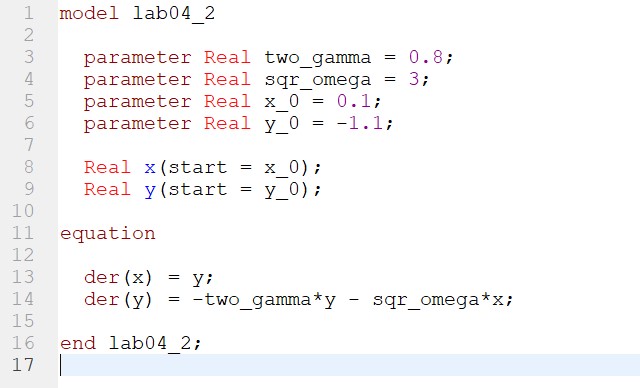 1 model lab04_2
2
3   parameter Real two_gamma = 0.8;
4   parameter Real sqr_omega = 3;
5   parameter Real x_0 = 0.1;
6   parameter Real y_0 = -1.1;
7
8   Real x(start = x_0);
9   Real y(start = y_0);
10
11 equation
12
13   der(x) = y;
14   der(y) = -two_gamma*y - sqr_omega*x;
15
16 end lab04_2;
17